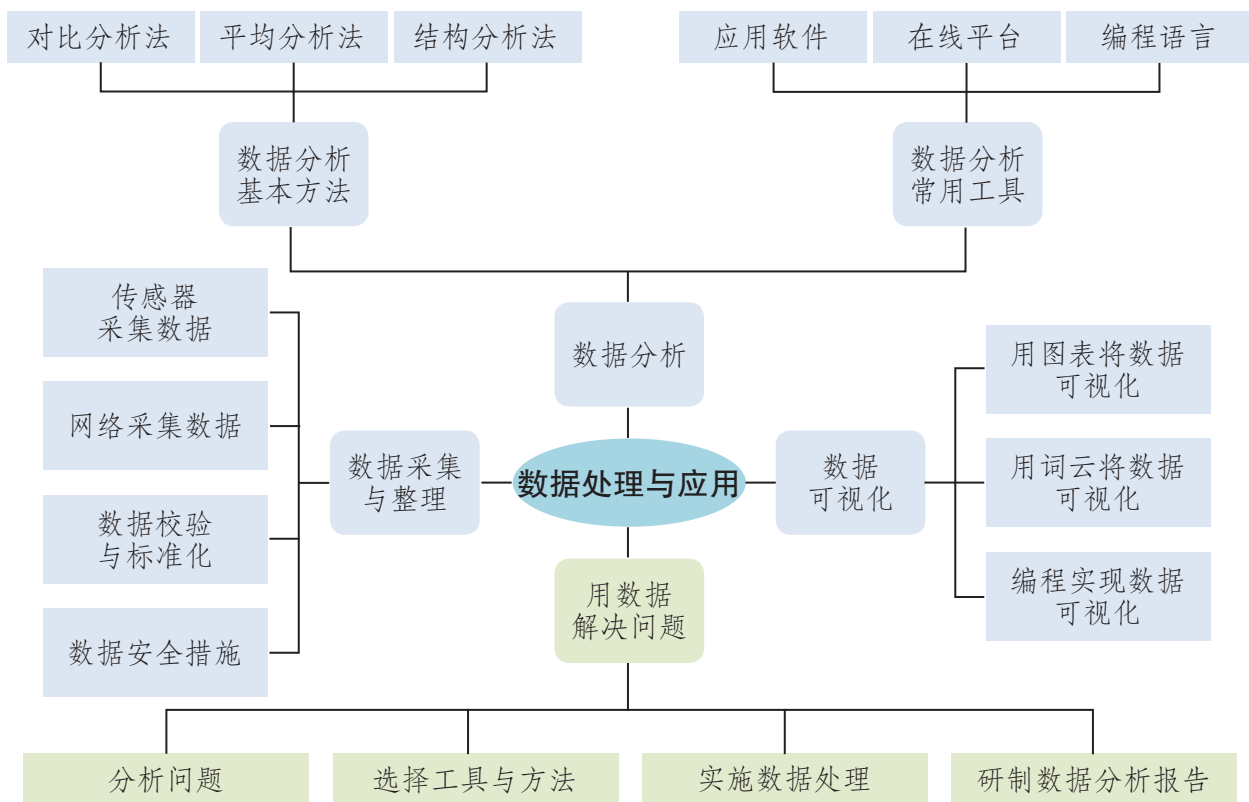 对比分析法
平均分析法
结构分析法
应用软件
在线平台
编程语言
数据分析
基本方法
数据分析
常用工具
传感器
采集数据
网络采集数据
数据校验
与标准化
数据安全措施
数据采集
与整理
数据分析
数据处理与应用
数据
可视化
用图表将数据
可视化
用词云将数据
可视化
编程实现数据
可视化
用数据
解决问题
分析问题
选择工具与方法
实施数据处理
研制数据分析报告